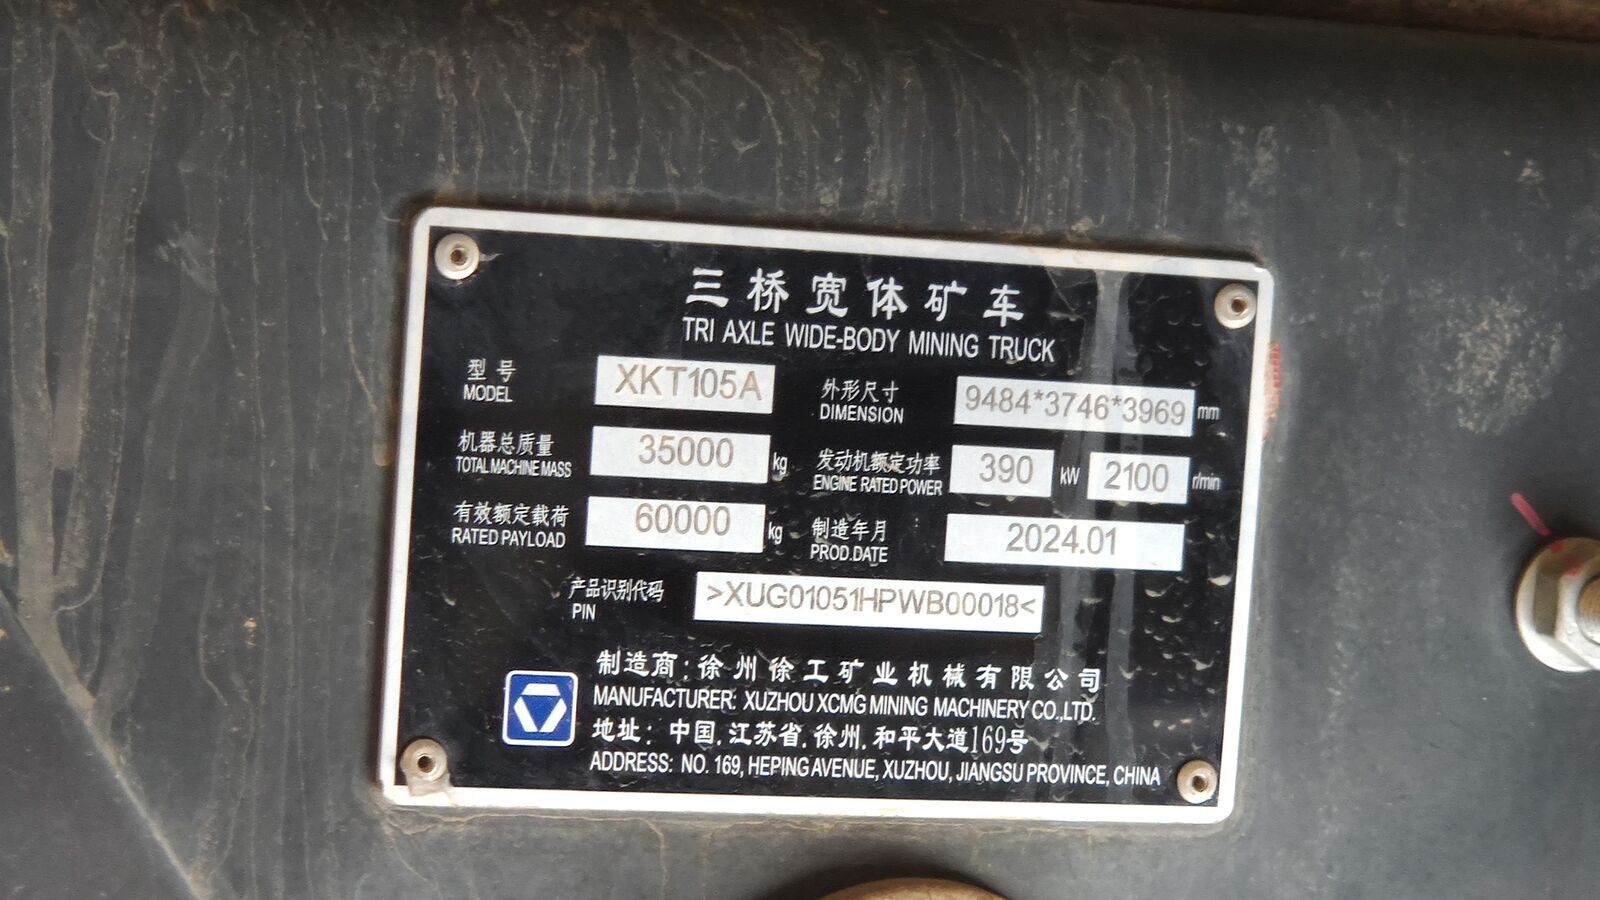 三桥宽体矿车
TRI AXLE WIDE-BODY MINING TRUCK
型号 XKT105A 外形尺寸 9484*3746*3969 mm
MODEL DIMENSION
机器总质量 35000 kg 发动机额定功率 390 kW 2100 r/min
TOTAL MACHINE MASS ENGINE RATED POWER
有效额定载荷 60000 kg 制造年月 2024.01
RATED PAYLOAD PROD.DATE
产品识别代码 >XUG01051HPWB00018<
PIN
制造商:徐州徐工矿业机械有限公司
MANUFACTURER: XUZHOU XCMG MINING MACHINERY CO.,LTD.
地址: 中国.江苏省.徐州.和平大道169号
ADDRESS: NO. 169, HEPING AVENUE, XUZHOU, JIANGSU PROVINCE, CHINA